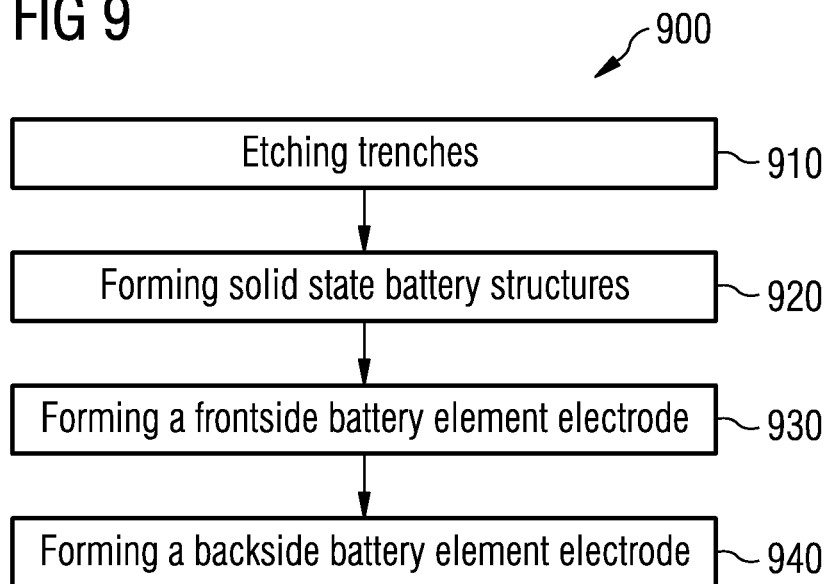 FIG 9
900
Etching trenches
910
Forming solid state battery structures
920
Forming a frontside battery element electrode
930
Forming a backside battery element electrode
940